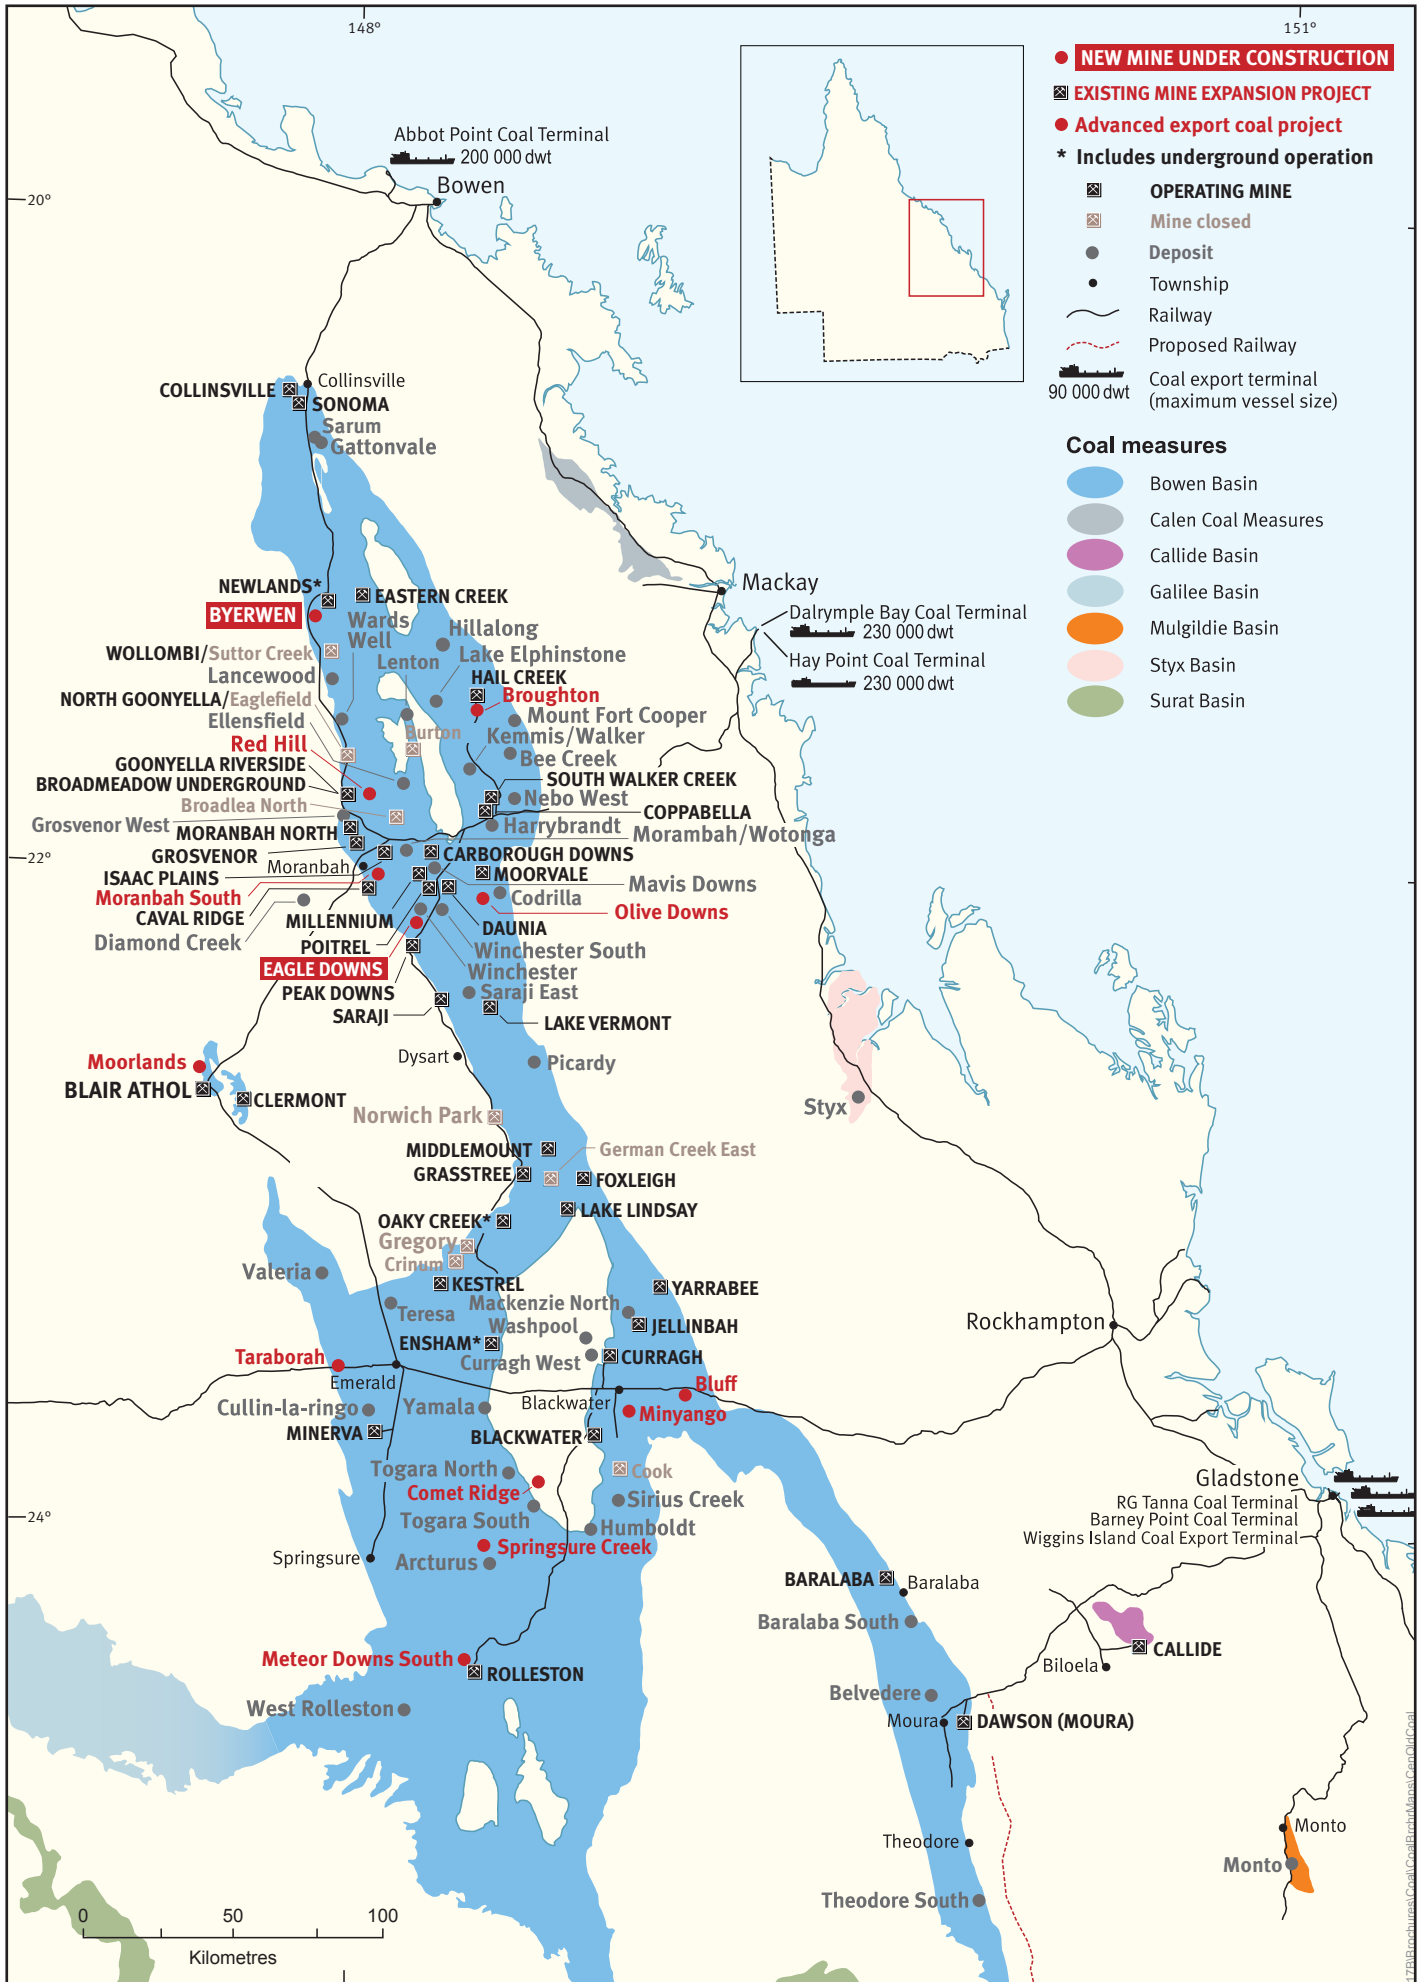 148°
151°
NEW MINE UNDER CONSTRUCTION
EXISTING MINE EXPANSION PROJECT
Advanced export coal project
* Includes underground operation
OPERATING MINE
Mine closed
Deposit
Township
Railway
Proposed Railway
90 000 dwt
Coal export terminal
(maximum vessel size)
Coal measures
Bowen Basin
Calen Coal Measures
Callide Basin
Galilee Basin
Mulgildie Basin
Styx Basin
Surat Basin
Abbot Point Coal Terminal
200 000 dwt
Bowen
20°
Collinsville
COLLINSVILLE
SONOMA
Sarum
Gattonvale
Mackay
NEWLANDS*
EASTERN CREEK
BYERWEN
Wards
Well
Hillalong
Dalrymple Bay Coal Terminal
230 000 dwt
Hay Point Coal Terminal
230 000 dwt
WOLLOMBI/Suttor Creek
Lenton
Lake Elphinstone
Lancewood
HAIL CREEK
NORTH GOONYELLA/Eaglefield
Broughton
Ellensfield
Mount Fort Cooper
Burton
Kemmis/Walker
Red Hill
Bee Creek
GOONYELLA RIVERSIDE
SOUTH WALKER CREEK
BROADMEADOW UNDERGROUND
Nebo West
Broadlea North
COPPABELLA
Grosvenor West
Harrybrandt
MORANBAH NORTH
Morambah/Wotonga
22°
GROSVENOR
CARBOROUGH DOWNS
Moranbah
ISAAC PLAINS
MOORVALE
Mavis Downs
Moranbah South
Codrilla
Olive Downs
CAVAL RIDGE
MILLENNIUM
DAUNIA
Diamond Creek
POITREL
Winchester South
EAGLE DOWNS
Winchester
PEAK DOWNS
Saraji East
SARAJI
LAKE VERMONT
Dysart
Moorlands
Picardy
BLAIR ATHOL
CLERMONT
Styx
Norwich Park
MIDDLEMOUNT
German Creek East
GRASSTREE
FOXLEIGH
LAKE LINDSAY
OAKY CREEK*
Gregory
Crinum
Valeria
KESTREL
YARRABEE
Teresa
Mackenzie North
Washpool
JELLINBAH
Rockhampton
ENSHAM*
Curragh West
CURRAGH
Taraborah
Emerald
Bluff
Blackwater
Cullin-la-ringo
Yamala
Minyango
MINERVA
BLACKWATER
Togara North
Cook
Gladstone
Comet Ridge
Sirius Creek
RG Tanna Coal Terminal
Barney Point Coal Terminal
Wiggins Island Coal Export Terminal
24°
Togara South
Humboldt
Springsure Creek
Springsure
Arcturus
BARALABA
Baralaba
Baralaba South
CALLIDE
Biloela
Meteor Downs South
ROLLESTON
Belvedere
West Rolleston
Moura
DAWSON (MOURA)
Monto
Theodore
Monto
Theodore South
0 50 100
Kilometres
17B\Brochures\Coal\CoalBrchrMaps\CenQldCoal